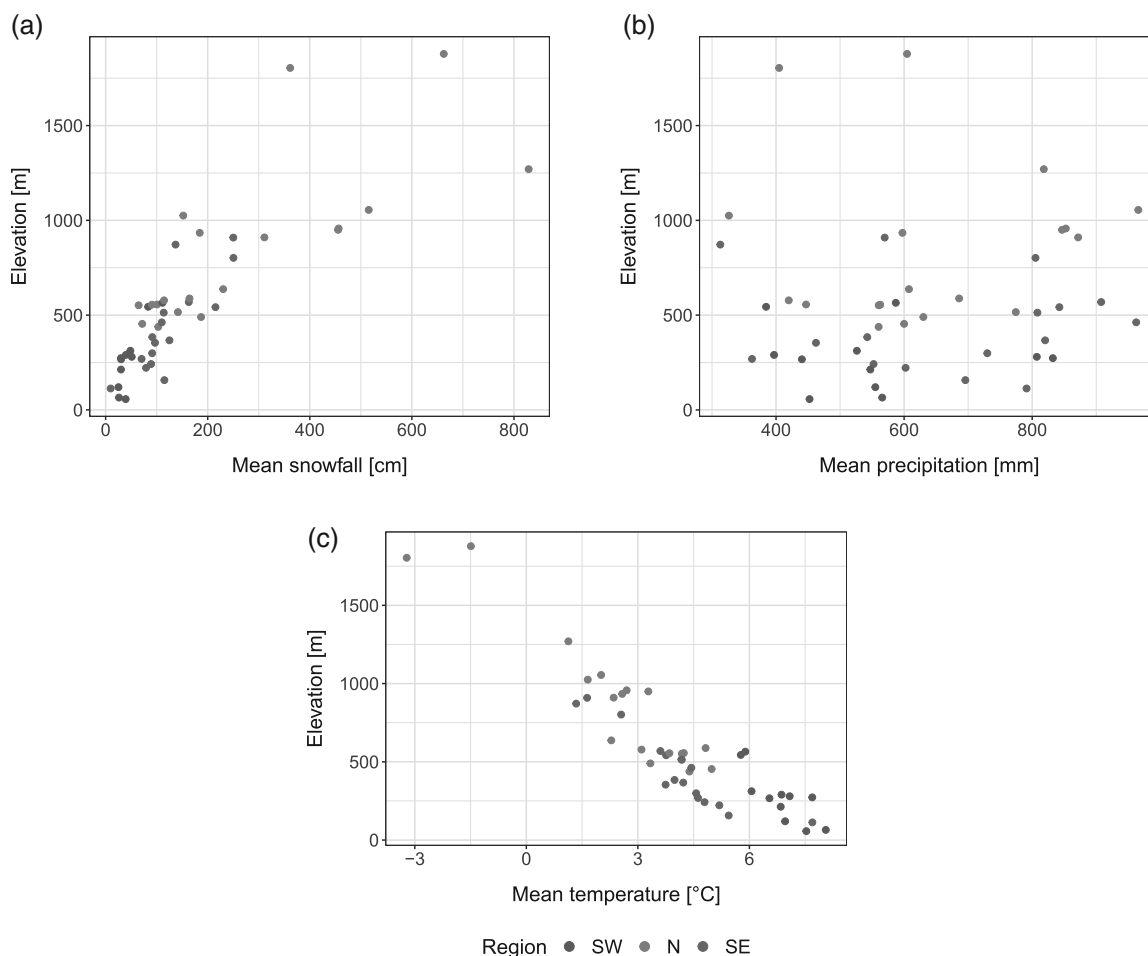 (a)
(b)
Elevation [m]
1500
1000
500
0
0 200 400 600 800
Mean snowfall [cm]
Elevation [m]
1500
1000
500
0
400 600 800
Mean precipitation [mm]
(c)
Elevation [m]
1500
1000
500
0
−3 0 3 6
Mean temperature [°C]
Region SW N SE